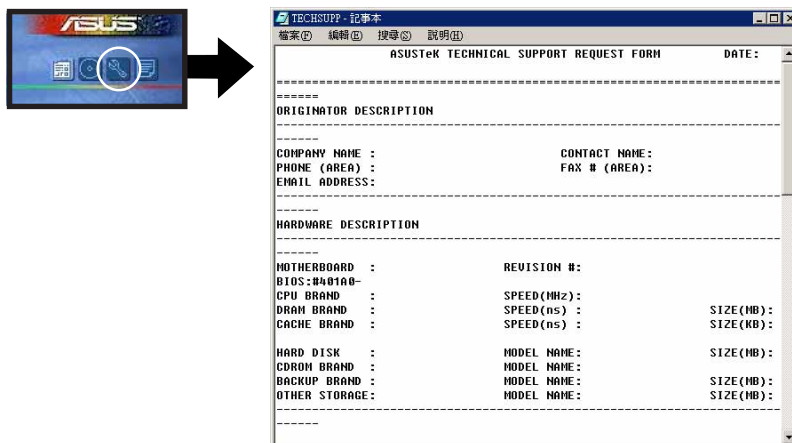 ASUS
TECHSUPP - 記事本
檔案(F) 編輯(E) 搜尋(S) 說明(H)
ASUSTeK TECHNICAL SUPPORT REQUEST FORM DATE:
===============================================================================
======
ORIGINATOR DESCRIPTION
-------------------------------------------------------------------------------
------
COMPANY NAME : CONTACT NAME:
PHONE (AREA) : FAX # (AREA):
EMAIL ADDRESS:
-------------------------------------------------------------------------------
------
HARDWARE DESCRIPTION
-------------------------------------------------------------------------------
------
MOTHERBOARD : REVISION #:
BIOS:#401A0-
CPU BRAND : SPEED(MHz):
DRAM BRAND : SPEED(ns) : SIZE(MB):
CACHE BRAND : SPEED(ns) : SIZE(KB):
HARD DISK : MODEL NAME: SIZE(MB):
CDROM BRAND : MODEL NAME:
BACKUP BRAND : MODEL NAME: SIZE(MB):
OTHER STORAGE: MODEL NAME: SIZE(MB):
-------------------------------------------------------------------------------
------